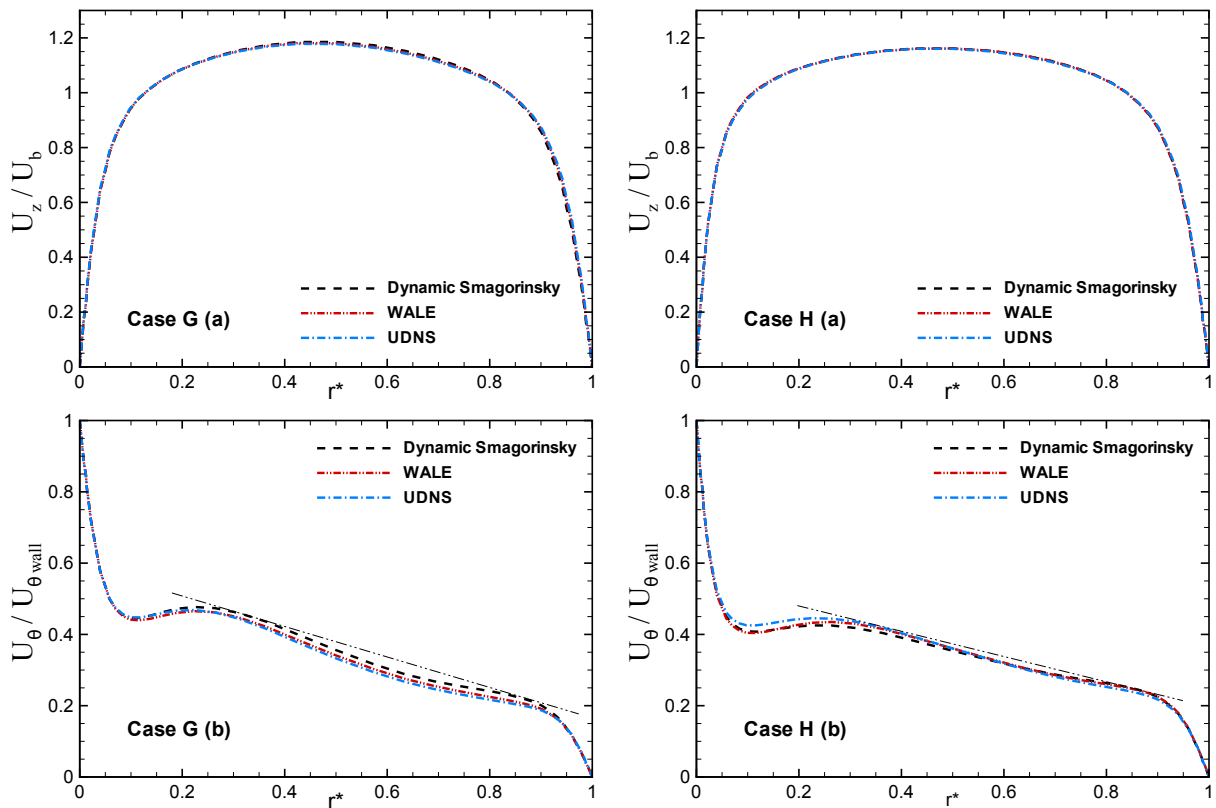 U_z / U_b
1.2
1
0.8
0.6
0.4
0.2
0
Dynamic Smagorinsky
WALE
UDNS
Case G (a)
0 0.2 0.4 0.6 0.8 1
r*
U_z / U_b
1.2
1
0.8
0.6
0.4
0.2
0
Dynamic Smagorinsky
WALE
UDNS
Case H (a)
0 0.2 0.4 0.6 0.8 1
r*
U_θ / U_θ wall
1
0.8
0.6
0.4
0.2
0
Dynamic Smagorinsky
WALE
UDNS
Case G (b)
0 0.2 0.4 0.6 0.8 1
r*
U_θ / U_θ wall
1
0.8
0.6
0.4
0.2
0
Dynamic Smagorinsky
WALE
UDNS
Case H (b)
0 0.2 0.4 0.6 0.8 1
r*